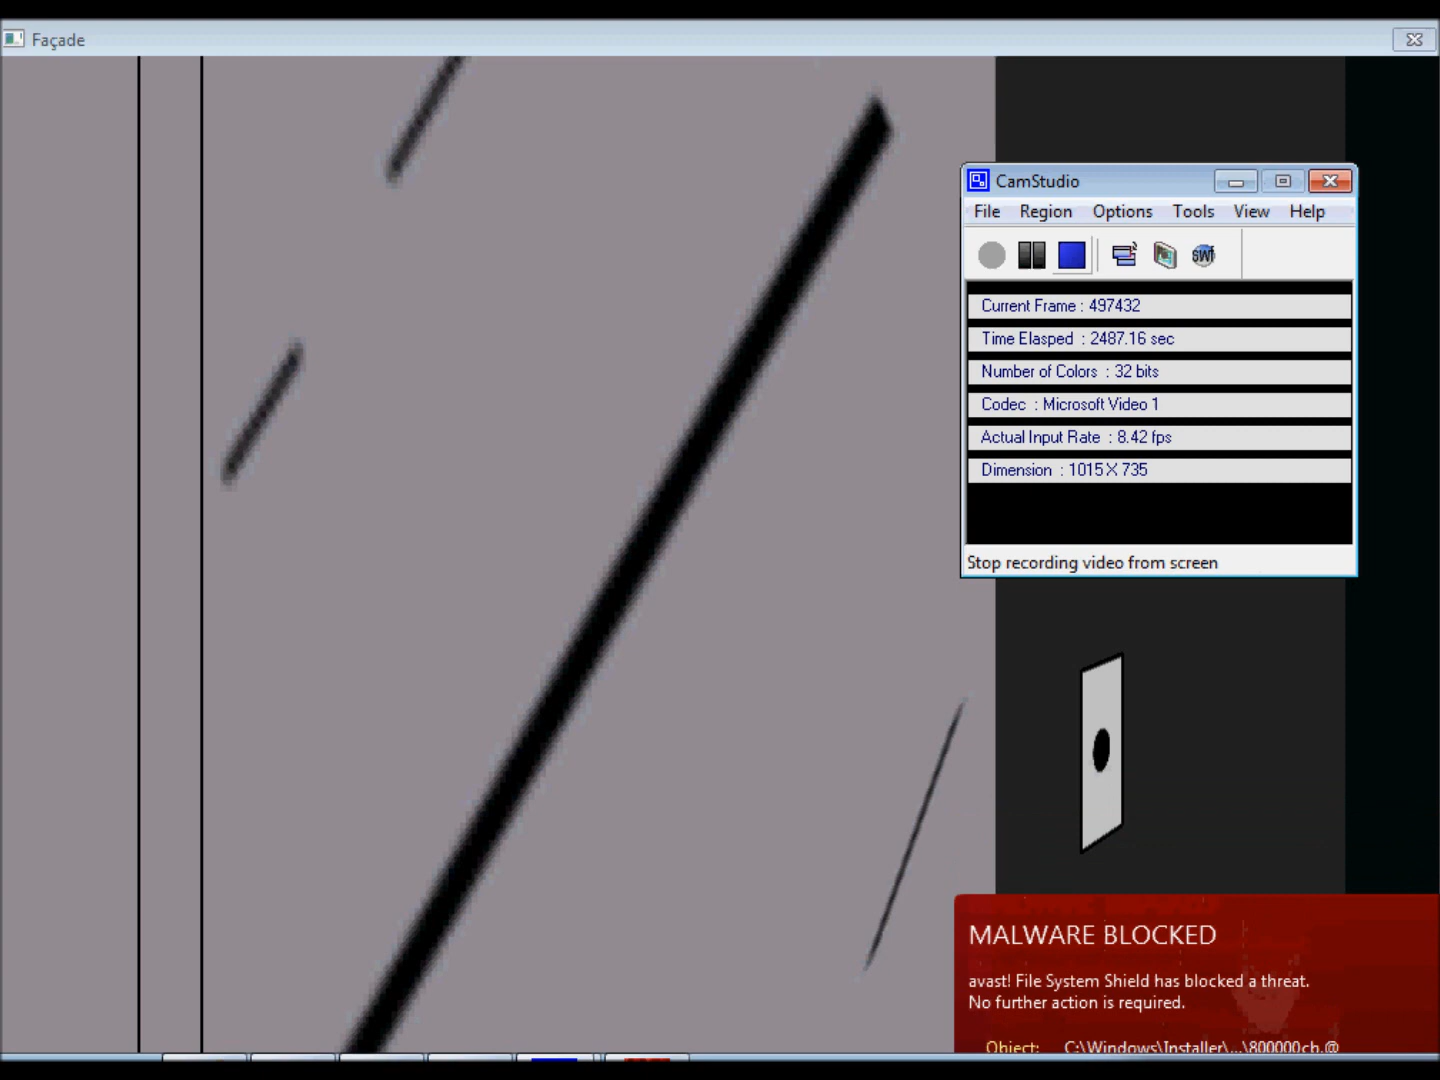 Façade
CamStudio
File Region Options Tools View Help
SWf
Current Frame : 497432
Time Elasped : 2487.16 sec
Number of Colors : 32 bits
Codec : Microsoft Video 1
Actual Input Rate : 8.42 fps
Dimension : 1015 X 735
Stop recording video from screen
MALWARE BLOCKED
avast! File System Shield has blocked a threat.
No further action is required.
Object: C:\Windows\Installer\...\800000cb.@